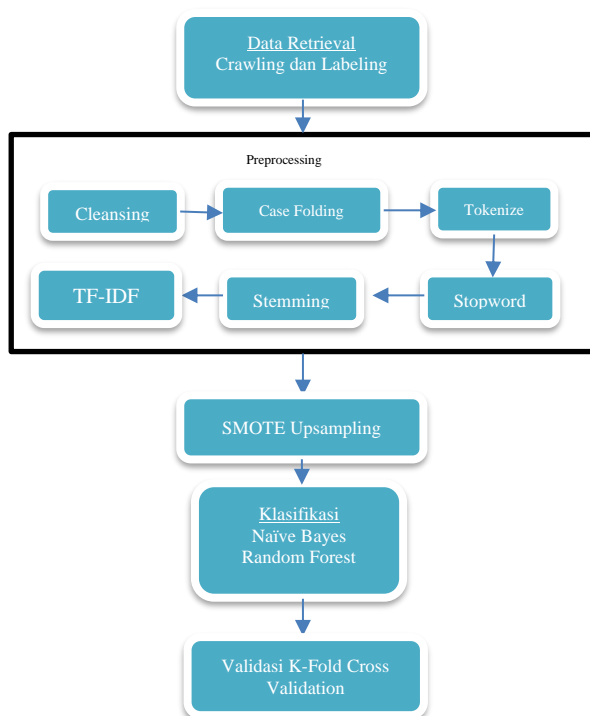 Data Retrieval
Crawling dan Labeling
Preprocessing
Cleansing
Case Folding
Tokenize
TF-IDF
Stemming
Stopword
SMOTE Upsampling
Klasifikasi
Naïve Bayes
Random Forest
Validasi K-Fold Cross
Validation